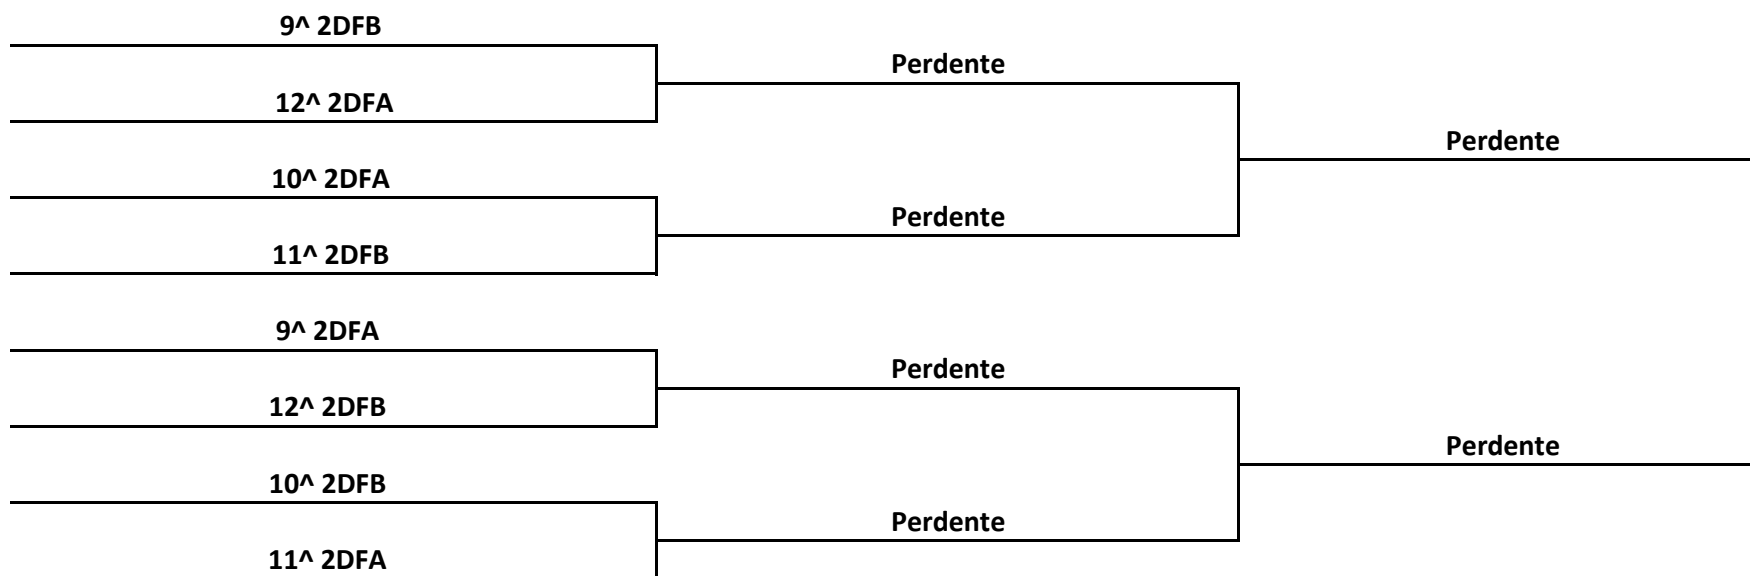 9^ 2DFB
Perdente
12^ 2DFA
Perdente
10^ 2DFA
Perdente
11^ 2DFB
9^ 2DFA
Perdente
12^ 2DFB
Perdente
10^ 2DFB
Perdente
11^ 2DFA